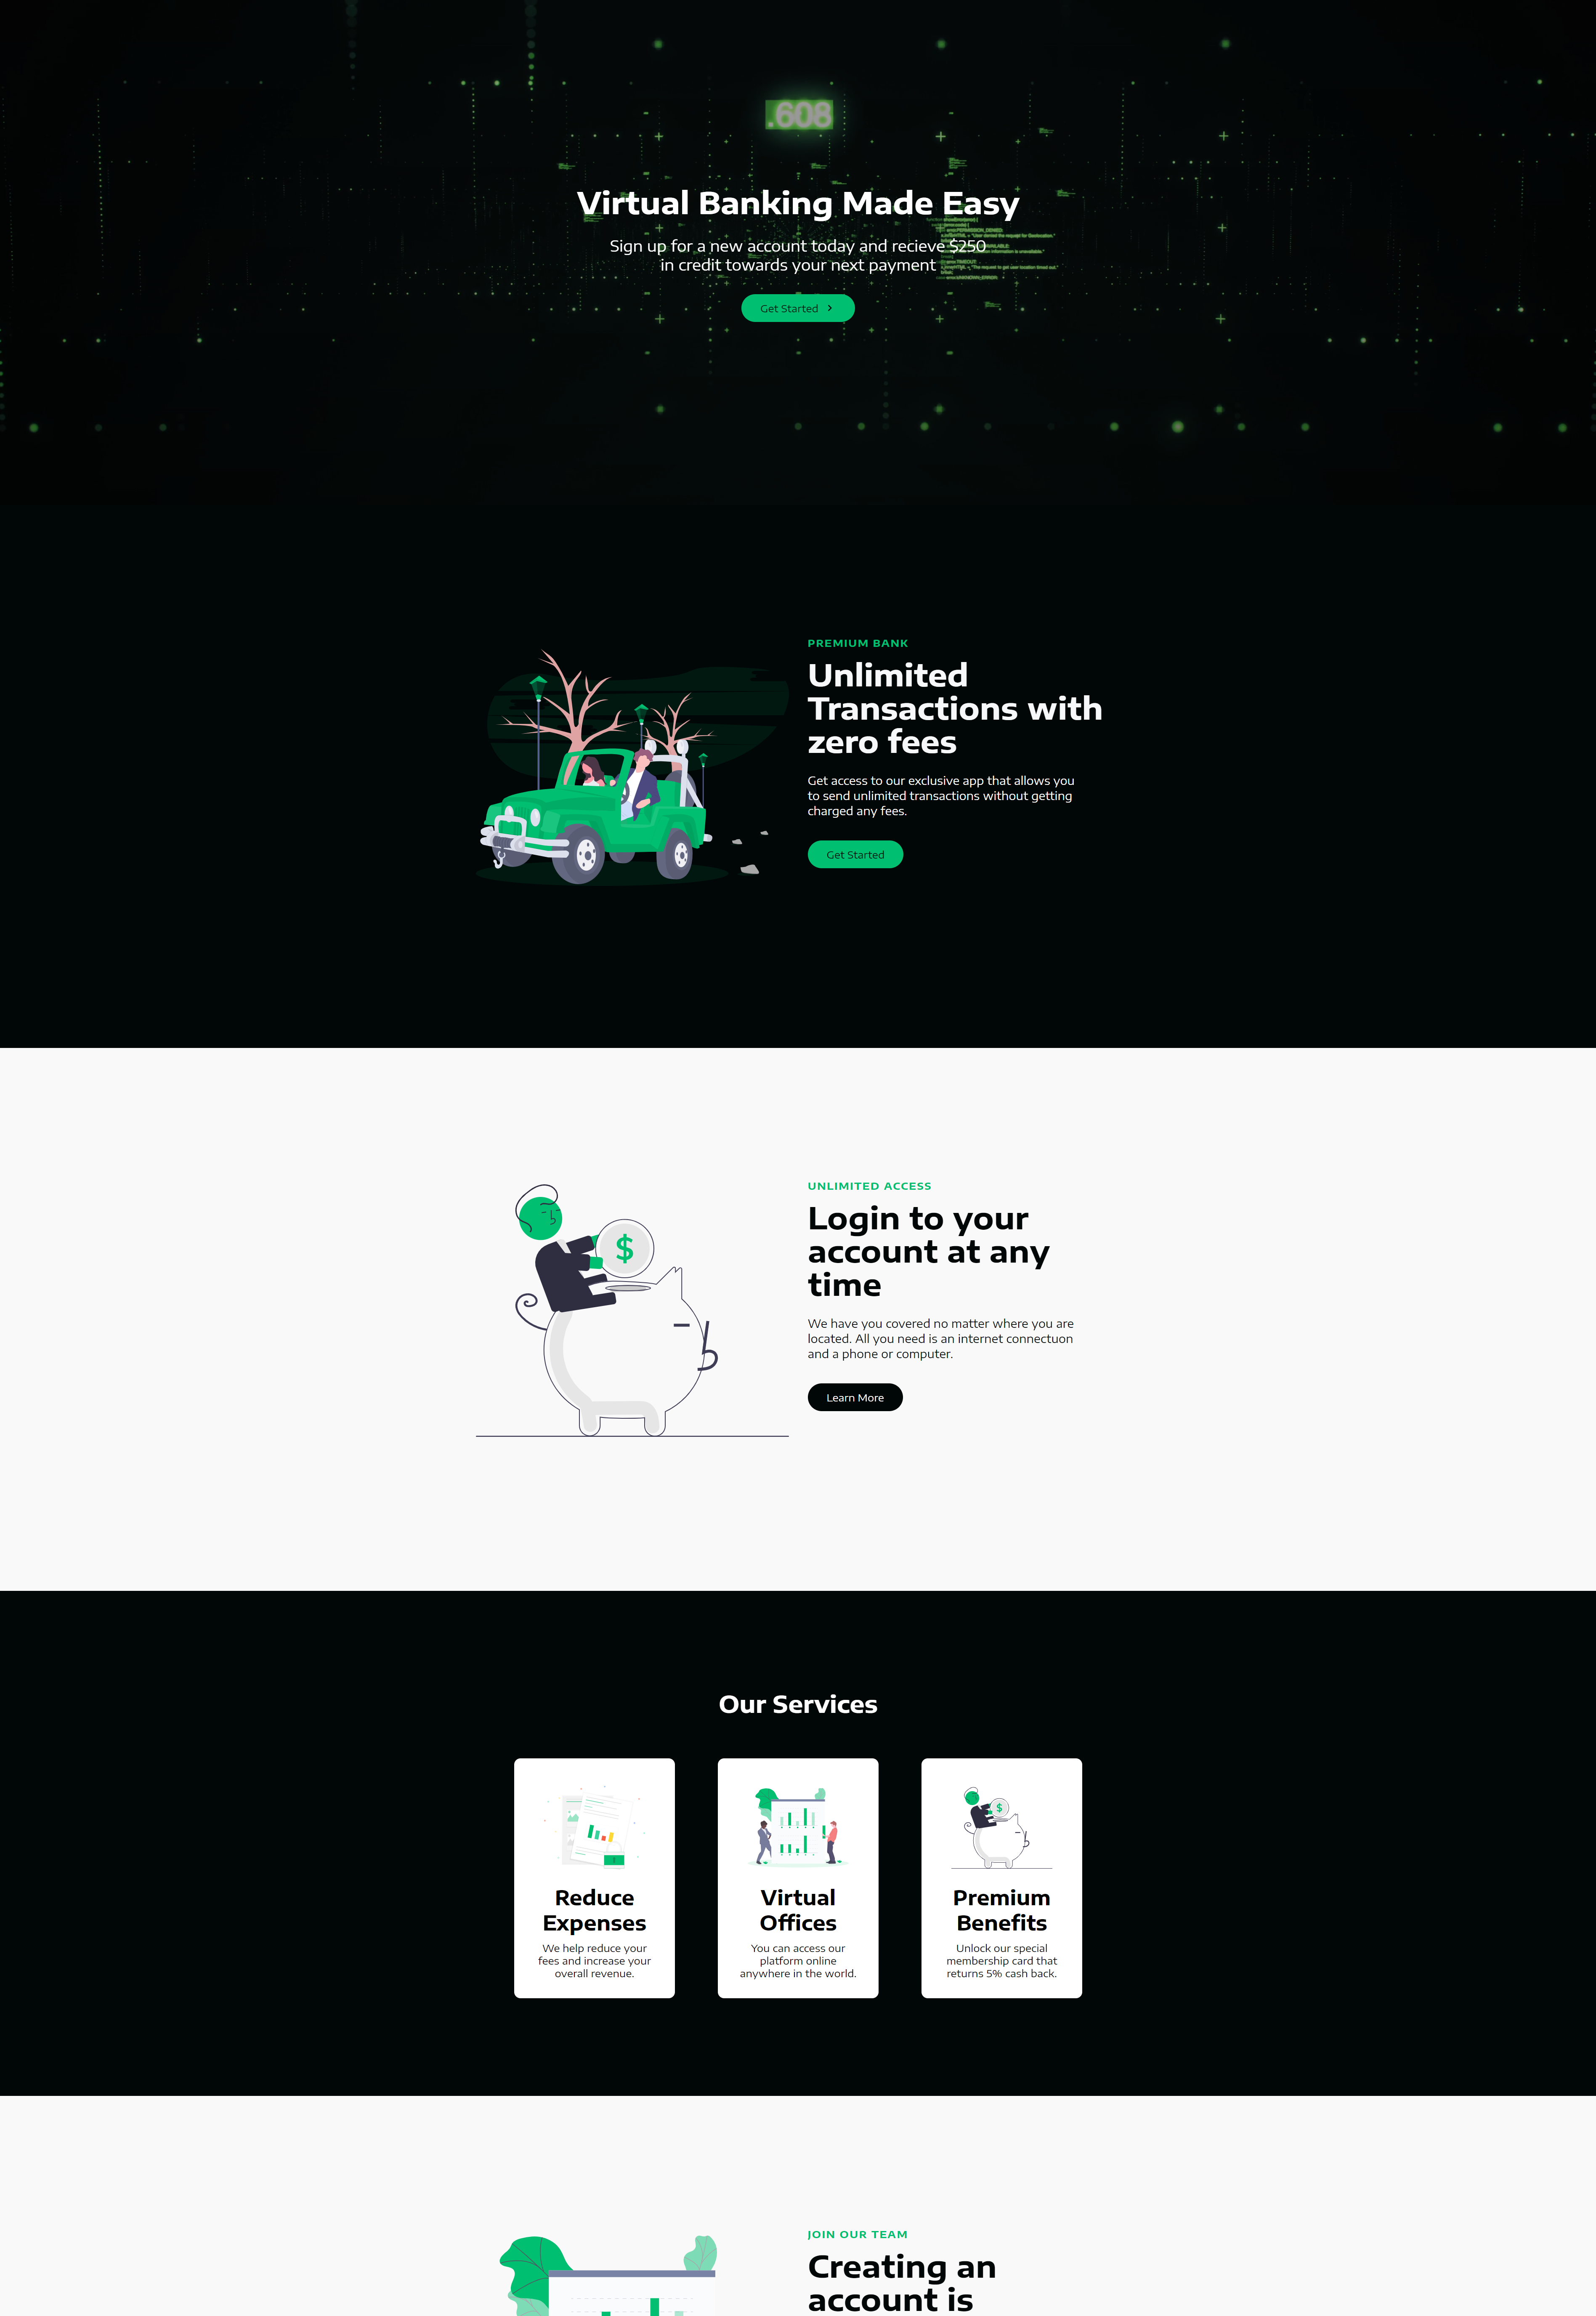 .608
Virtual Banking Made Easy
Sign up for a new account today and recieve $250
in credit towards your next payment
Get Started
PREMIUM BANK
Unlimited
Transactions with
zero fees
Get access to our exclusive app that allows you
to send unlimited transactions without getting
charged any fees.
Get Started
UNLIMITED ACCESS
Login to your
account at any
time
We have you covered no matter where you are
located. All you need is an internet connectuon
and a phone or computer.
Learn More
$
Our Services
$
Reduce
Expenses
We help reduce your
fees and increase your
overall revenue.
Virtual
Offices
You can access our
platform online
anywhere in the world.
Premium
Benefits
Unlock our special
membership card that
returns 5% cash back.
JOIN OUR TEAM
Creating an
account is